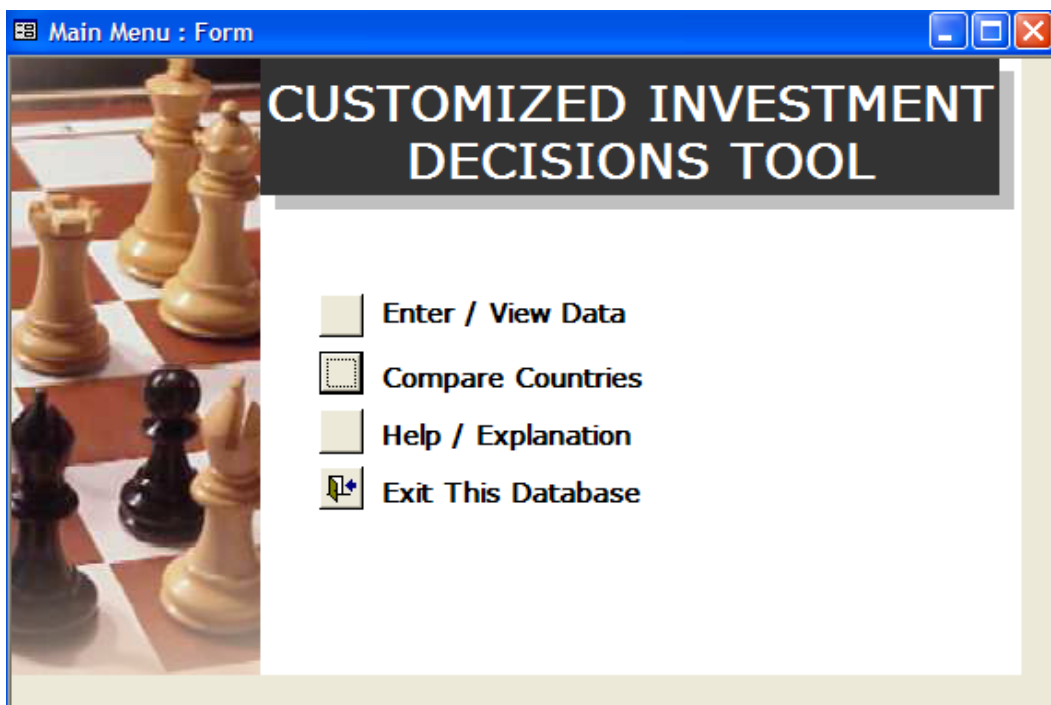 Main Menu : Form
CUSTOMIZED INVESTMENT
DECISIONS TOOL
Enter / View Data
Compare Countries
Help / Explanation
Exit This Database